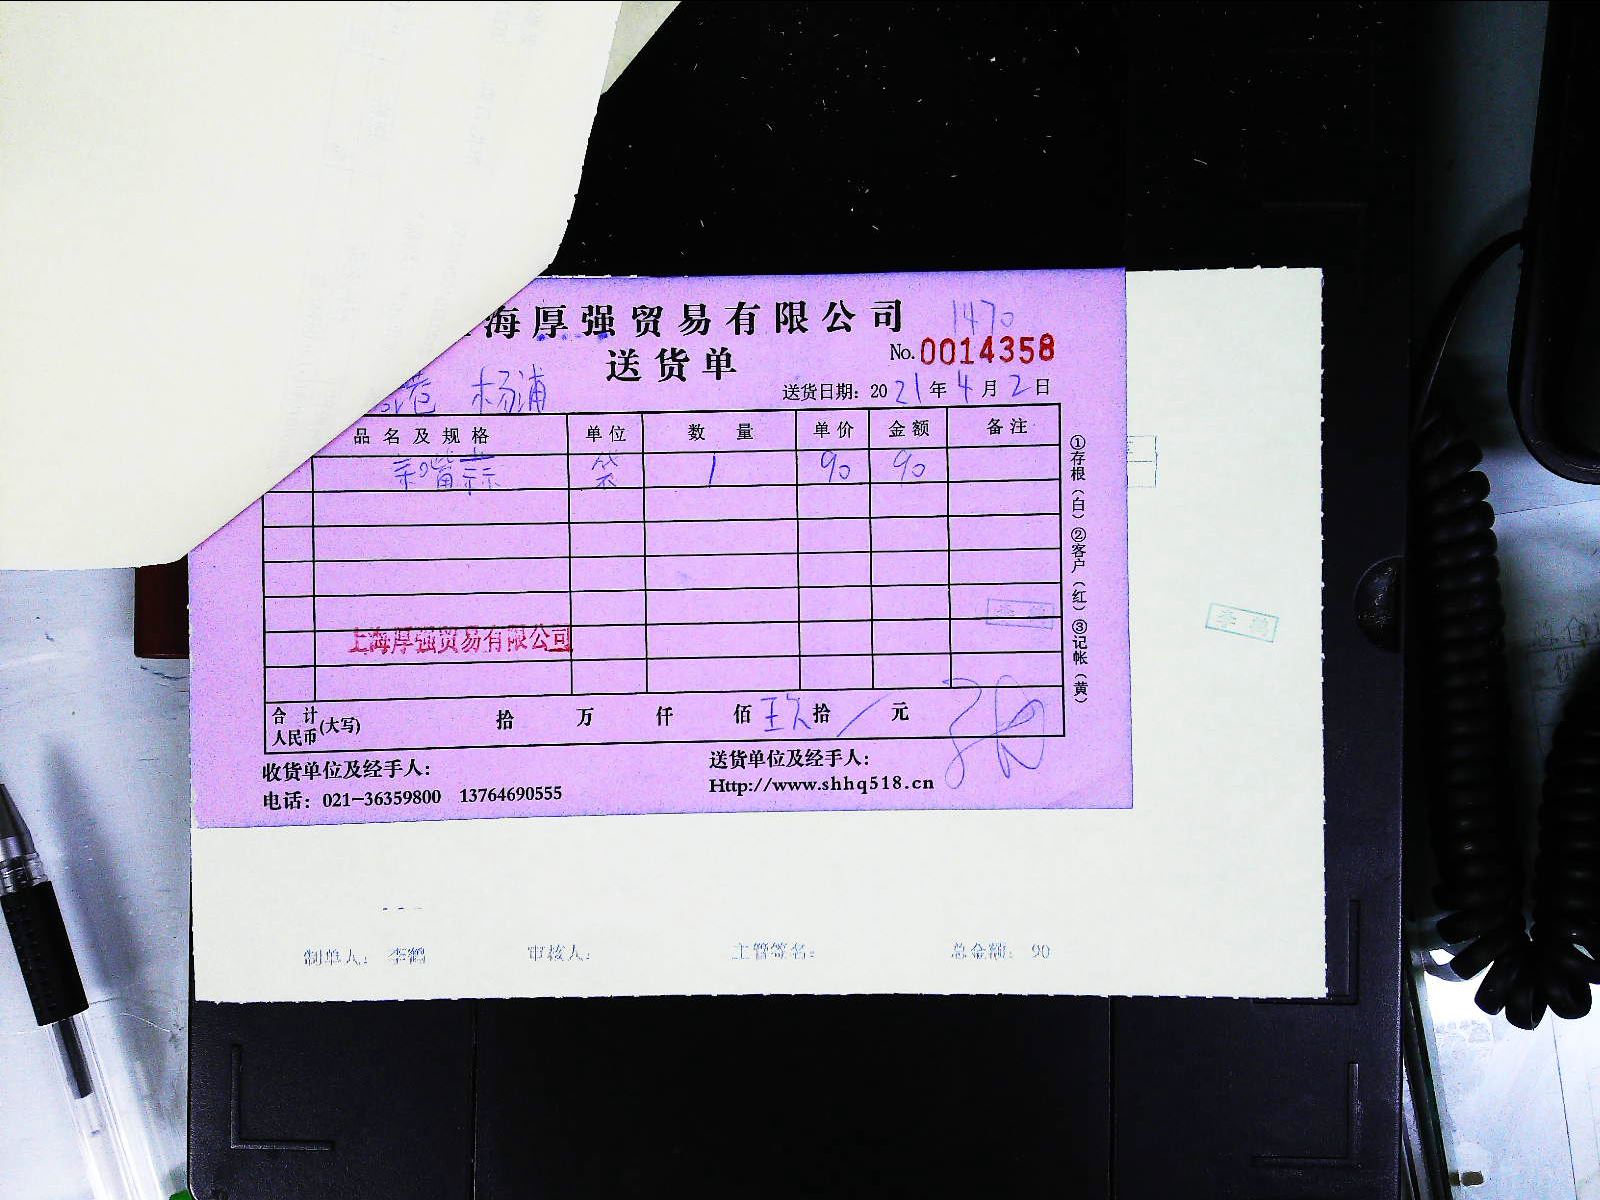 海厚强贸易有限公司
1470
送货单
No. 0014358
港 杨浦
送货日期: 2021年4月2日
品名及规格 单位 数量 单价 金额 备注
袋 1 90 90
①存根(白)②客户(红)③记帐(黄)
上海厚强贸易有限公司
合计人民币(大写) 拾 万 仟 佰 玖拾 / 元
收货单位及经手人:
送货单位及经手人:
电话: 021-36359800 13764690555
Http://www.shhq518.cn
制单人: 李鹤 审核人: 主管签名: 总金额: 90